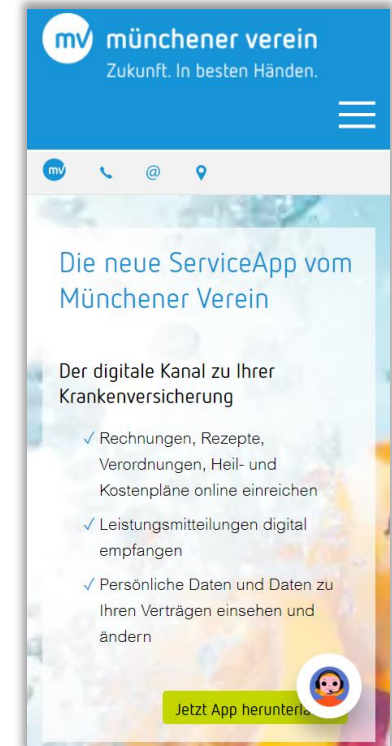 mv münchener verein
Zukunft. In besten Händen.
mv @
Die neue ServiceApp vom
Münchener Verein
Der digitale Kanal zu Ihrer
Krankenversicherung
✓ Rechnungen, Rezepte,
Verordnungen, Heil- und
Kostenpläne online einreichen
✓ Leistungsmitteilungen digital
empfangen
✓ Persönliche Daten und Daten zu
Ihren Verträgen einsehen und
ändern
Jetzt App